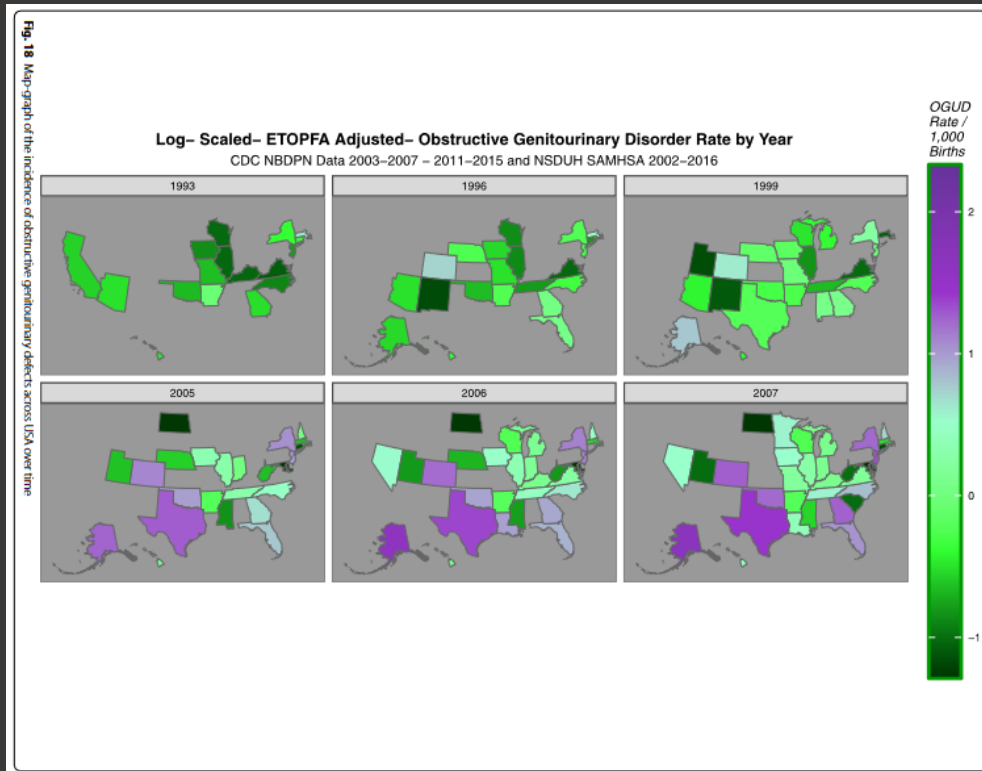 Fig. 18 Map-graph of the incidence of obstructive genitourinary defects across USA over time
Log− Scaled− ETOPFA Adjusted− Obstructive Genitourinary Disorder Rate by Year
CDC NBDPN Data 2003−2007 − 2011−2015 and NSDUH SAMHSA 2002−2016
1993
1996
1999
2005
2006
2007
OGUD
Rate /
1,000
Births
2
1
0
−1